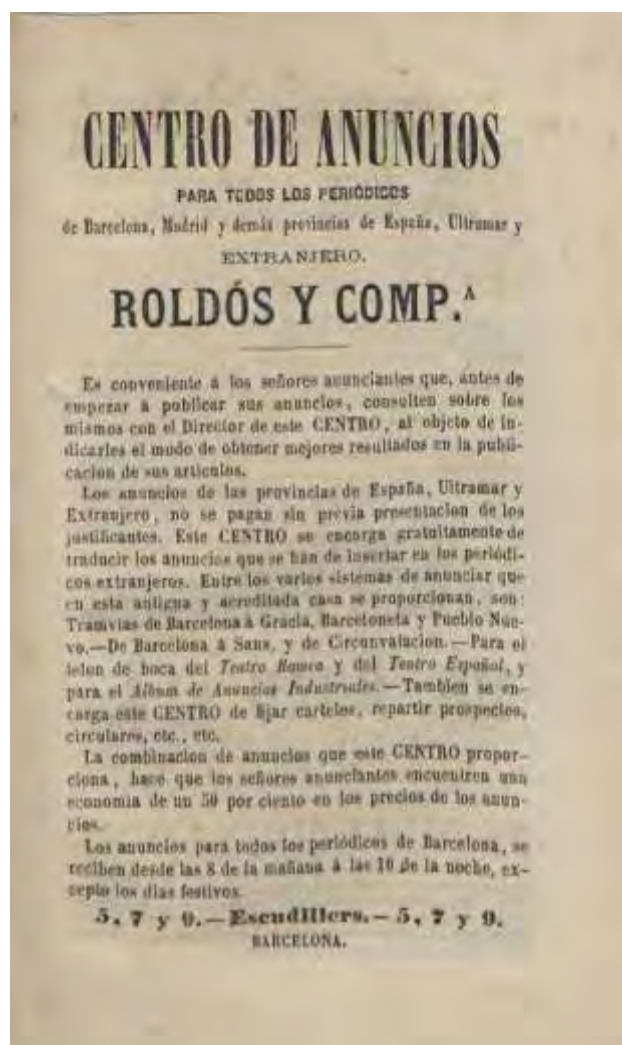 CENTRO DE ANUNCIOS
PARA TODOS LOS PERIÓDICOS
de Barcelona, Madrid y demás provincias de España, Ultramar y
EXTRANJERO.
ROLDÓS Y COMP.ᴬ
Es conveniente á los señores anunciantes que, ántes de
empezar á publicar sus anuncios, consulten sobre los
mismos con el Director de este CENTRO, al objeto de in-
dicarles el modo de obtener mejores resultados en la publi-
cacion de sus artículos.
Los anuncios de las provincias de España, Ultramar y
Extranjero, no se pagan sin prévia presentacion de los
justificantes. Este CENTRO se encarga gratuitamente de
traducir los anuncios que se han de insertar en los periódi-
cos extranjeros. Entre los varios sistemas de anunciar que
en esta antigua y acreditada casa se proporcionan, son:
Tramvias de Barcelona á Gracia, Barceloneta y Pueblo Nue-
vo.—De Barcelona á Sans, y de Circunvalacion.—Para el
telon de boca del Teatro Romea y del Teatro Español, y
para el Álbum de Anuncios Industriales.—Tambien se en-
carga este CENTRO de fijar carteles, repartir prospectos,
circulares, etc., etc.
La combinacion de anuncios que este CENTRO propor-
ciona, hace que los señores anunciantes encuentren una
economía de un 50 por ciento en los precios de los anun-
cios.
Los anuncios para todos los periódicos de Barcelona, se
reciben desde las 8 de la mañana á las 10 de la noche, ex-
cepto los dias festivos.
5, 7 y 9.—Escudillers.—5, 7 y 9.
BARCELONA.